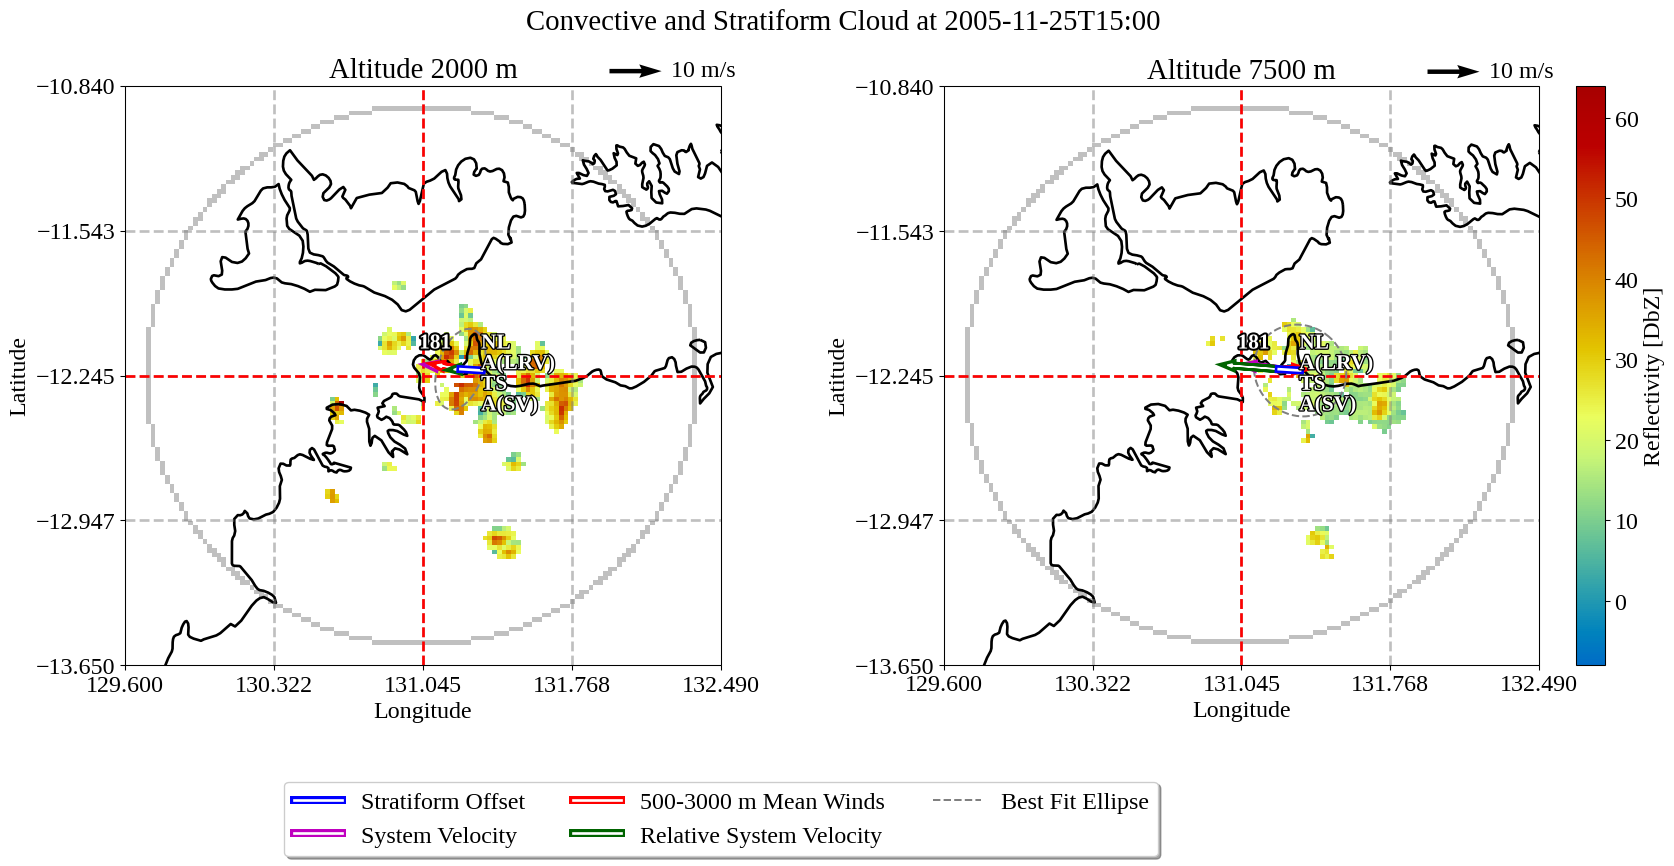 Convective and Stratiform Cloud at 2005-11-25T15:00
Altitude 2000 m
10 m/s
Altitude 7500 m
10 m/s
−10.840
−11.543
−12.245
−12.947
−13.650
Latitude
129.600
130.322
131.045
131.768
132.490
Longitude
181
NL
A(LRV)
TS
A(SV)
−10.840
−11.543
−12.245
−12.947
−13.650
Latitude
129.600
130.322
131.045
131.768
132.490
Longitude
181
NL
A(LRV)
TS
A(SV)
60
50
40
30
20
10
0
Reflectivity [DbZ]
Stratiform Offset
System Velocity
500-3000 m Mean Winds
Relative System Velocity
Best Fit Ellipse